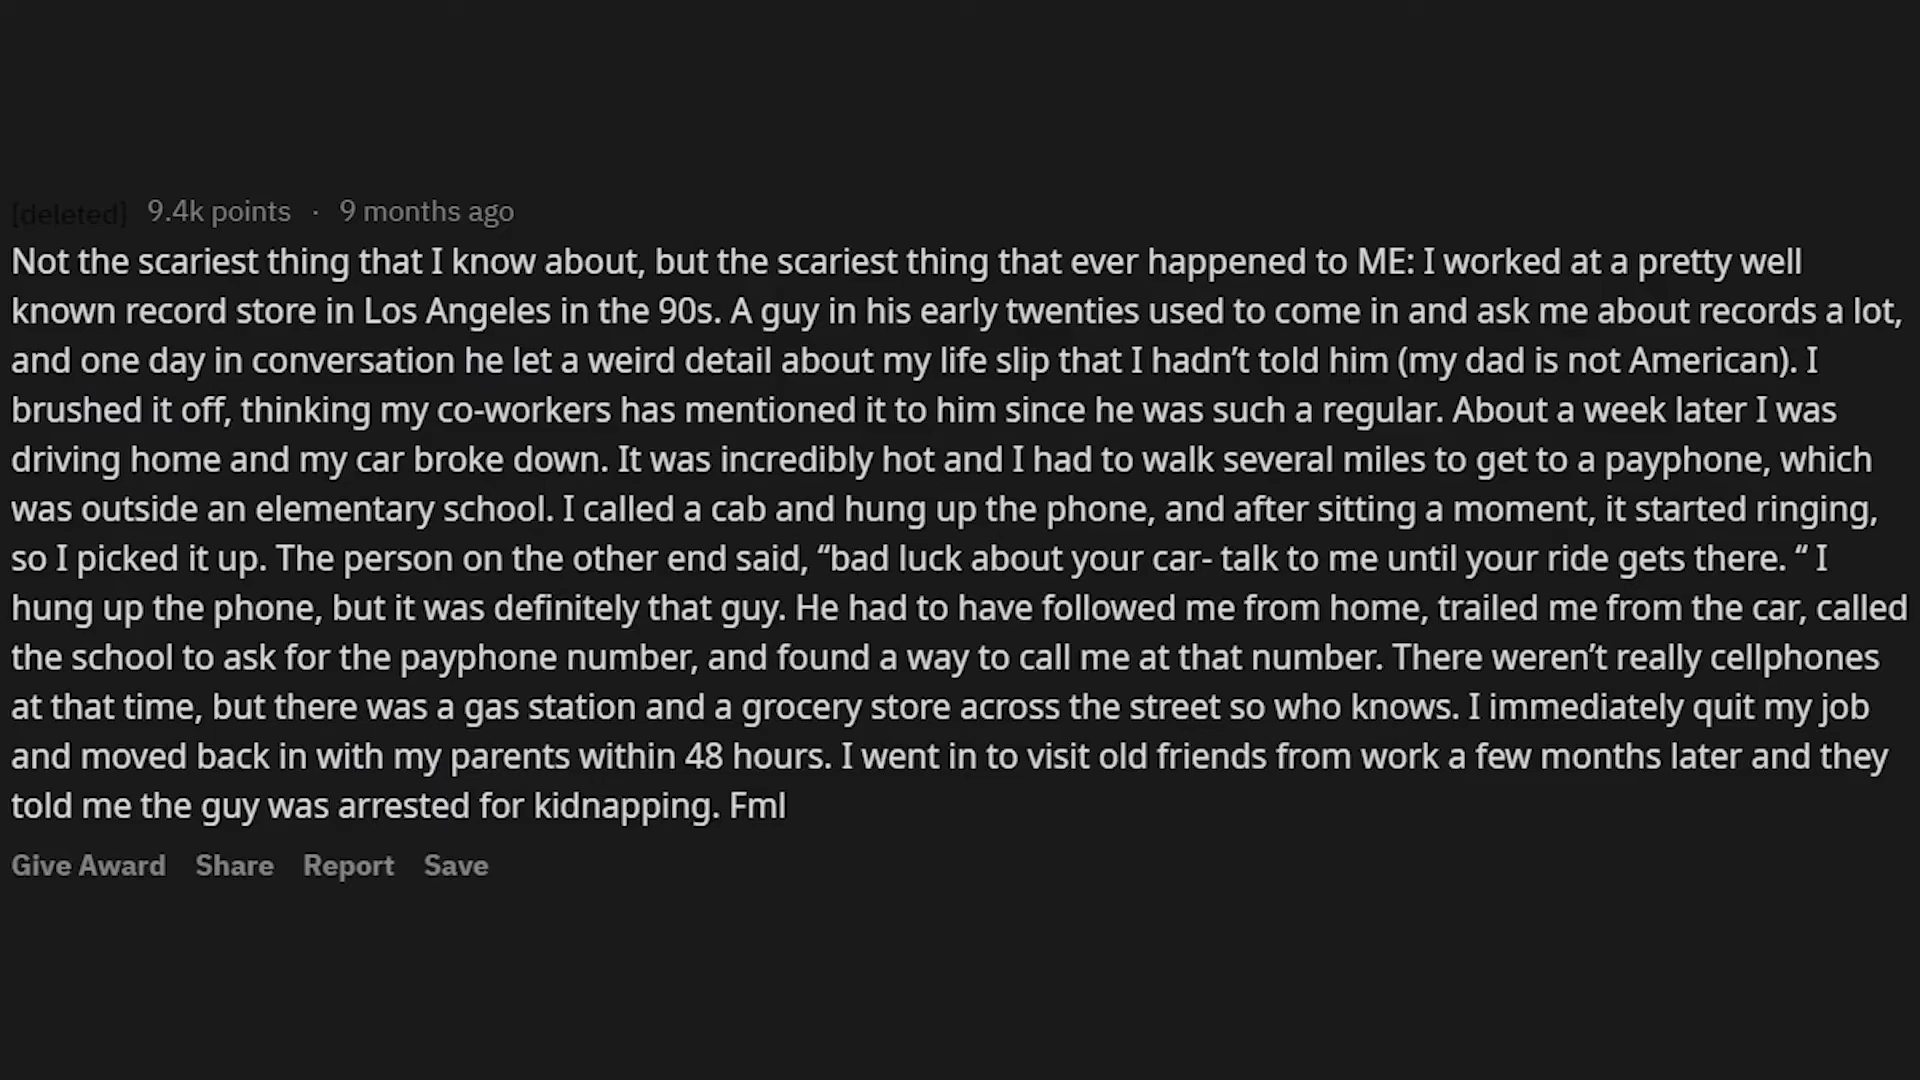 [deleted] 9.4k points · 9 months ago
Not the scariest thing that I know about, but the scariest thing that ever happened to ME: I worked at a pretty well
known record store in Los Angeles in the 90s. A guy in his early twenties used to come in and ask me about records a lot,
and one day in conversation he let a weird detail about my life slip that I hadn’t told him (my dad is not American). I
brushed it off, thinking my co-workers has mentioned it to him since he was such a regular. About a week later I was
driving home and my car broke down. It was incredibly hot and I had to walk several miles to get to a payphone, which
was outside an elementary school. I called a cab and hung up the phone, and after sitting a moment, it started ringing,
so I picked it up. The person on the other end said, “bad luck about your car- talk to me until your ride gets there. “ I
hung up the phone, but it was definitely that guy. He had to have followed me from home, trailed me from the car, called
the school to ask for the payphone number, and found a way to call me at that number. There weren’t really cellphones
at that time, but there was a gas station and a grocery store across the street so who knows. I immediately quit my job
and moved back in with my parents within 48 hours. I went in to visit old friends from work a few months later and they
told me the guy was arrested for kidnapping. Fml
Give Award Share Report Save